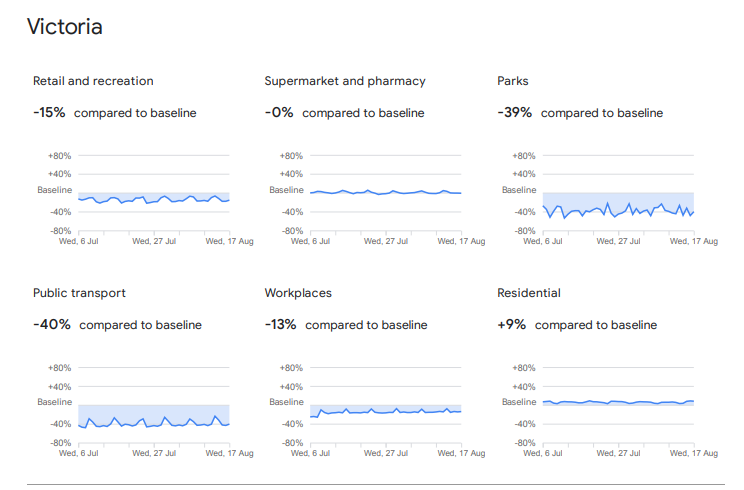 Victoria
Retail and recreation
-15% compared to baseline
+80%
+40%
Baseline
-40%
-80%
Wed, 6 Jul Wed, 27 Jul Wed, 17 Aug
Supermarket and pharmacy
-0% compared to baseline
+80%
+40%
Baseline
-40%
-80%
Wed, 6 Jul Wed, 27 Jul Wed, 17 Aug
Parks
-39% compared to baseline
+80%
+40%
Baseline
-40%
-80%
Wed, 6 Jul Wed, 27 Jul Wed, 17 Aug
Public transport
-40% compared to baseline
+80%
+40%
Baseline
-40%
-80%
Wed, 6 Jul Wed, 27 Jul Wed, 17 Aug
Workplaces
-13% compared to baseline
+80%
+40%
Baseline
-40%
-80%
Wed, 6 Jul Wed, 27 Jul Wed, 17 Aug
Residential
+9% compared to baseline
+80%
+40%
Baseline
-40%
-80%
Wed, 6 Jul Wed, 27 Jul Wed, 17 Aug